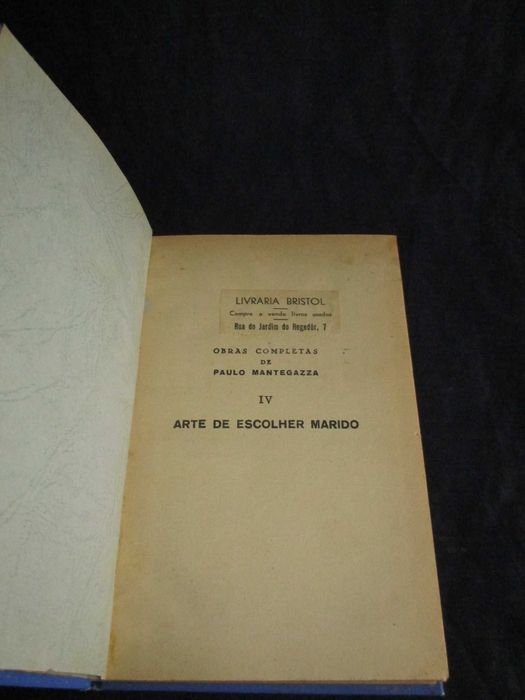 LIVRARIA BRISTOL
Compra e vende livros usados
Rua do Jardim do Regedôr, 7
OBRAS COMPLETAS
DE
PAULO MANTEGAZZA
IV
ARTE DE ESCOLHER MARIDO